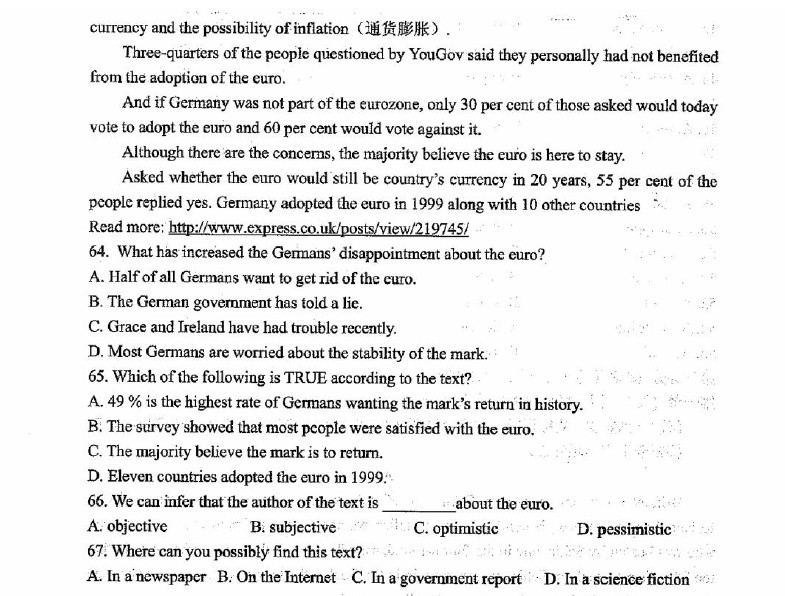 currency and the possibility of inflation（通货膨胀）.
Three-quarters of the people questioned by YouGov said they personally had not benefited
from the adoption of the euro.
And if Germany was not part of the eurozone, only 30 per cent of those asked would today
vote to adopt the euro and 60 per cent would vote against it.
Although there are the concerns, the majority believe the euro is here to stay.
Asked whether the euro would still be country's currency in 20 years, 55 per cent of the
people replied yes. Germany adopted the euro in 1999 along with 10 other countries
Read more: http://www.express.co.uk/posts/view/219745/
64. What has increased the Germans' disappointment about the euro?
A. Half of all Germans want to get rid of the euro.
B. The German government has told a lie.
C. Grace and Ireland have had trouble recently.
D. Most Germans are worried about the stability of the mark.
65. Which of the following is TRUE according to the text?
A. 49 % is the highest rate of Germans wanting the mark's return in history.
B. The survey showed that most people were satisfied with the euro.
C. The majority believe the mark is to return.
D. Eleven countries adopted the euro in 1999.
66. We can infer that the author of the text is _________about the euro.
A. objective B. subjective C. optimistic D. pessimistic
67. Where can you possibly find this text?
A. In a newspaper B. On the Internet C. In a government report D. In a science fiction